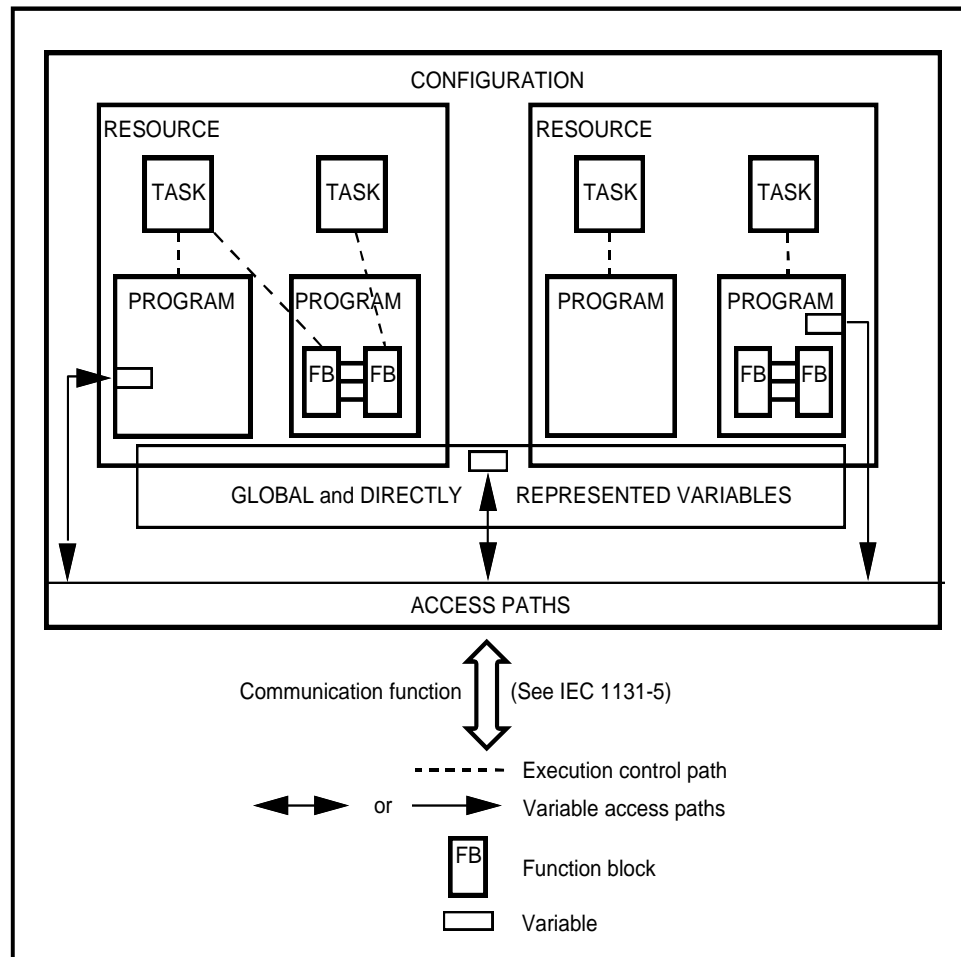 CONFIGURATION
RESOURCE RESOURCE
TASK TASK TASK TASK
PROGRAM PROGRAM PROGRAM PROGRAM
FB FB FB FB
GLOBAL and DIRECTLY REPRESENTED VARIABLES
ACCESS PATHS
Communication function (See IEC 1131-5)
Execution control path
or Variable access paths
FB Function block
Variable